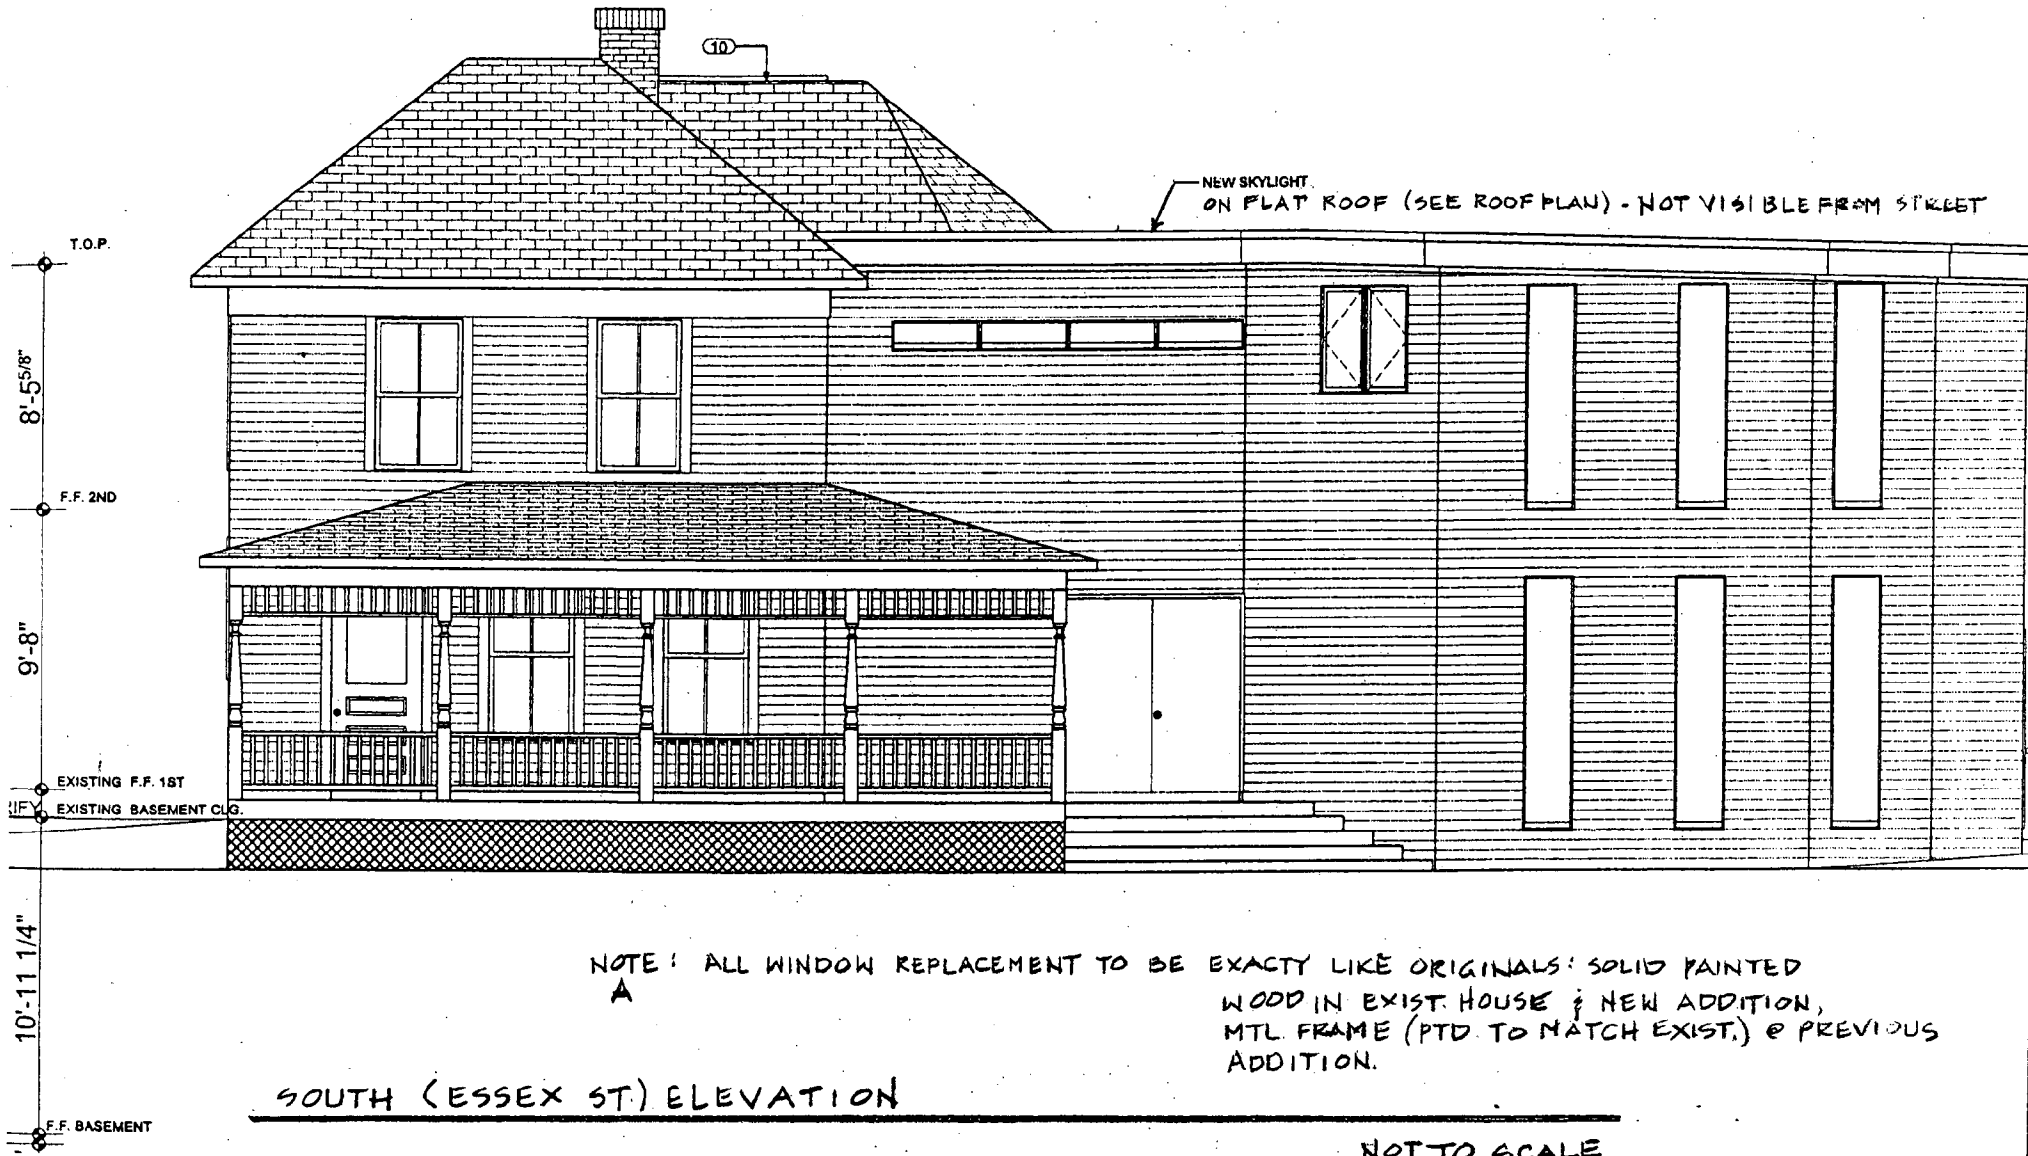 10
NEW SKYLIGHT
ON FLAT ROOF (SEE ROOF PLAN) - NOT VISIBLE FROM STREET
T.O.P.
8'-5 5/8"
F.F. 2ND
9'-8"
EXISTING F.F. 1ST
EXISTING BASEMENT CLG.
10'-11 1/4"
F.F. BASEMENT
NOTE: ALL WINDOW REPLACEMENT TO BE EXACTY LIKE ORIGINALS: SOLID PAINTED
A
WOOD IN EXIST. HOUSE & NEW ADDITION,
MTL. FRAME (PTD. TO MATCH EXIST.) @ PREVIOUS
ADDITION.
SOUTH (ESSEX ST.) ELEVATION
NOT TO SCALE